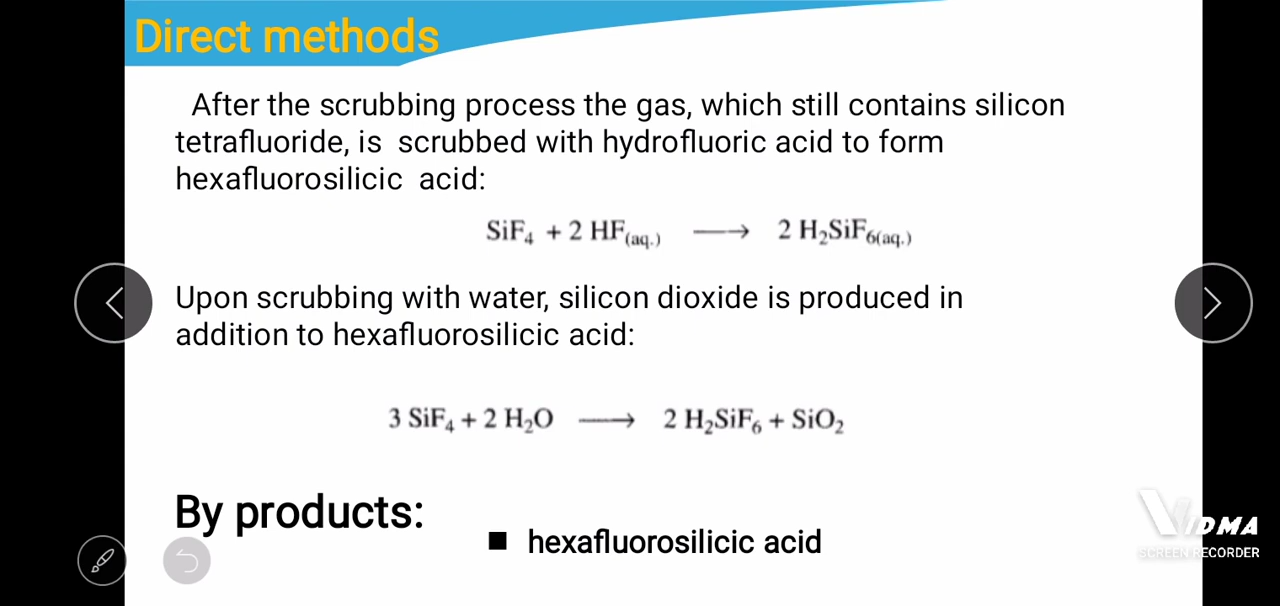 Direct methods
After the scrubbing process the gas, which still contains silicon
tetrafluoride, is scrubbed with hydrofluoric acid to form
hexafluorosilicic acid:
SiF₄ + 2 HF₍aq.₎ ⟶ 2 H₂SiF₆₍aq.₎
Upon scrubbing with water, silicon dioxide is produced in
addition to hexafluorosilicic acid:
3 SiF₄ + 2 H₂O ⟶ 2 H₂SiF₆ + SiO₂
By products:
■ hexafluorosilicic acid
VIDMA
SCREEN RECORDER